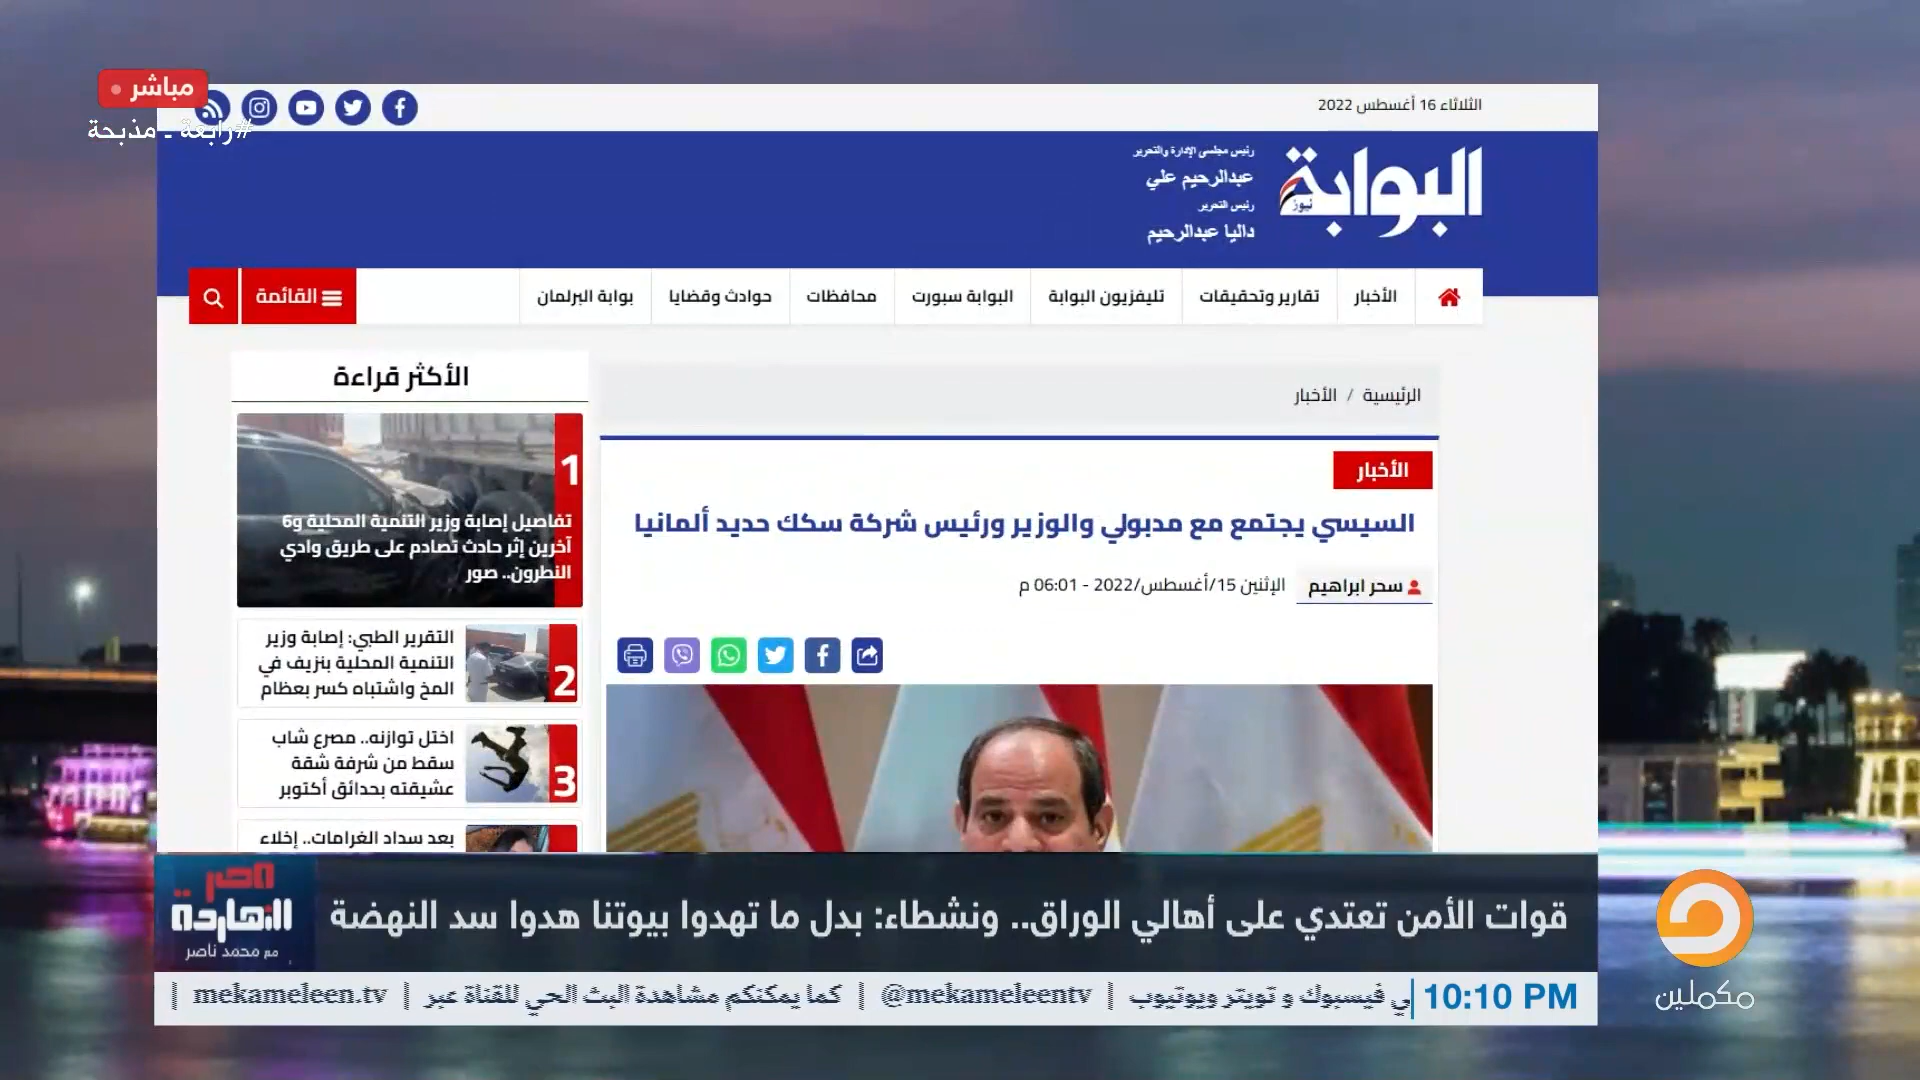 مباشر
#رابعة - مذبحة
الثلاثاء 16 أغسطس 2022
البوابة
نيوز
رئيس مجلسي الإدارة والتحرير
عبدالرحيم علي
رئيس التحرير
داليا عبدالرحيم
الأخبار
تقارير وتحقيقات
تليفزيون البوابة
البوابة سبورت
محافظات
حوادث وقضايا
بوابة البرلمان
القائمة
الرئيسية / الأخبار
الأخبار
السيسي يجتمع مع مدبولي والوزير ورئيس شركة سكك حديد ألمانيا
سحر ابراهيم
الإثنين 15/أغسطس/2022 - 06:01 م
الأكثر قراءة
1
تفاصيل إصابة وزير التنمية المحلية و6
آخرين إثر حادث تصادم على طريق وادي
النطرون.. صور
2
التقرير الطبي: إصابة وزير
التنمية المحلية بنزيف في
المخ واشتباه كسر بعظام
3
اختل توازنه.. مصرع شاب
سقط من شرفة شقة
عشيقته بحدائق أكتوبر
بعد سداد الغرامات.. إخلاء
مصر
النهاردة
مع محمد ناصر
قوات الأمن تعتدي على أهالي الوراق.. ونشطاء: بدل ما تهدوا بيوتنا هدوا سد النهضة
10:10 PM
ي فيسبوك و تويتر ويوتيوب | @mekameleentv | كما يمكنكم مشاهدة البث الحي للقناة عبر | mekameleen.tv |
مكملين